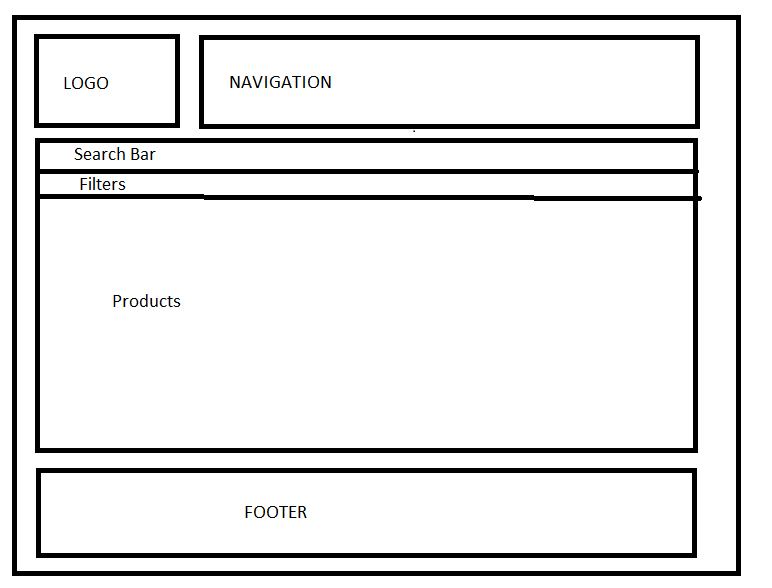 LOGO
NAVIGATION
Search Bar
Filters
Products
FOOTER